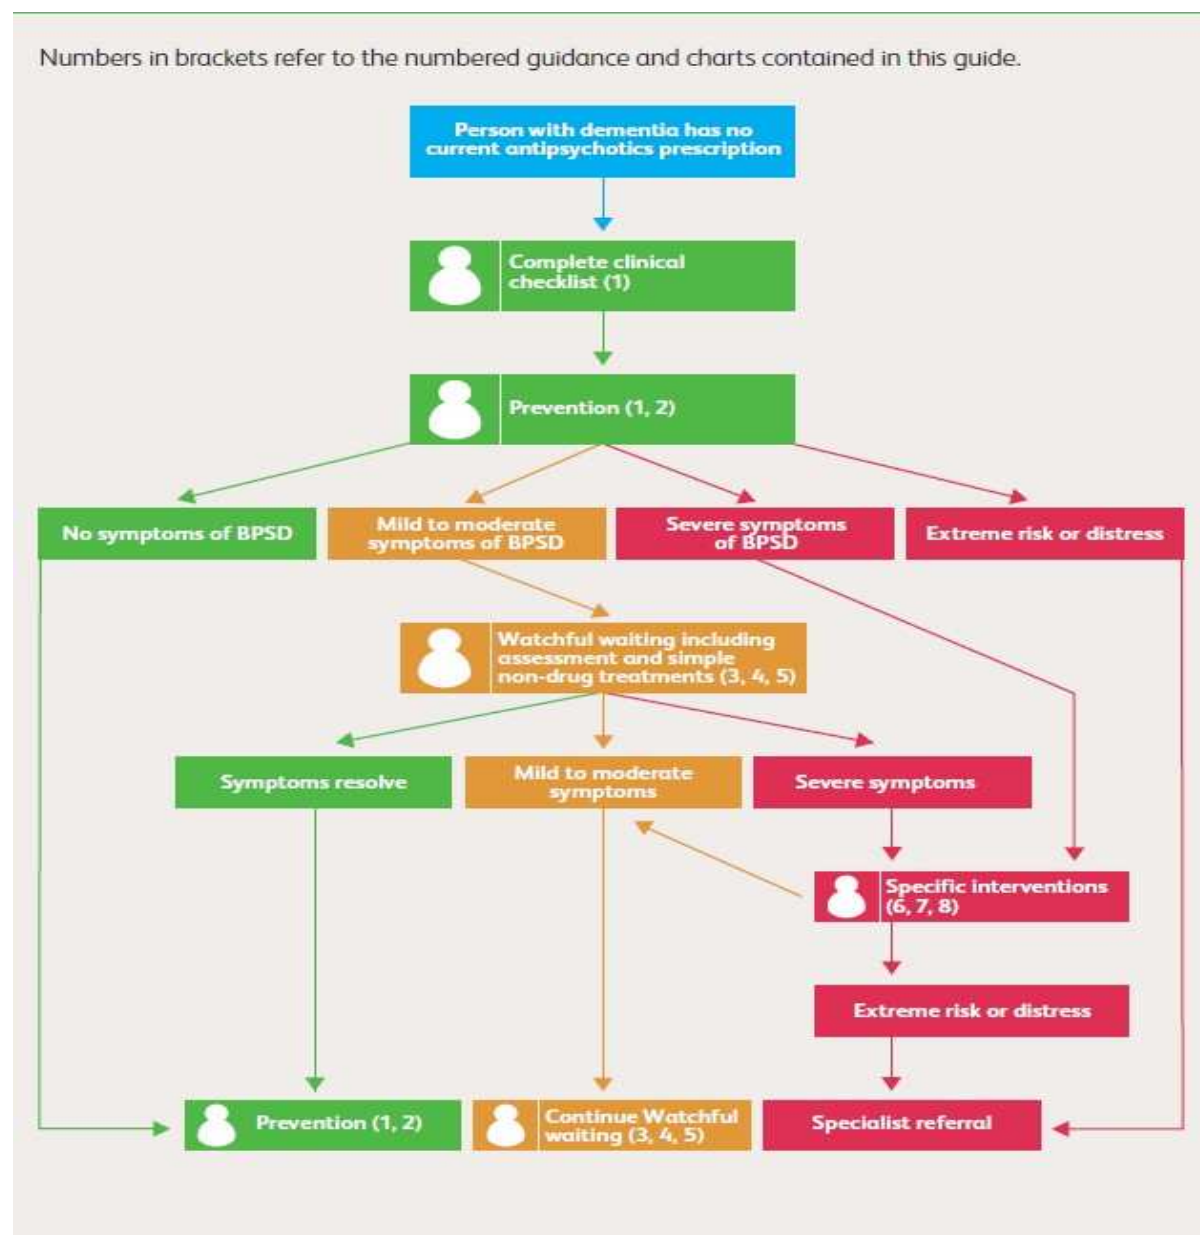 Numbers in brackets refer to the numbered guidance and charts contained in this guide.
Person with dementia has no
current antipsychotics prescription
Complete clinical
checklist (1)
Prevention (1, 2)
No symptoms of BPSD
Mild to moderate
symptoms of BPSD
Severe symptoms
of BPSD
Extreme risk or distress
Watchful waiting including
assessment and simple
non-drug treatments (3, 4, 5)
Symptoms resolve
Mild to moderate
symptoms
Severe symptoms
Specific interventions
(6, 7, 8)
Extreme risk or distress
Prevention (1, 2)
Continue Watchful
waiting (3, 4, 5)
Specialist referral